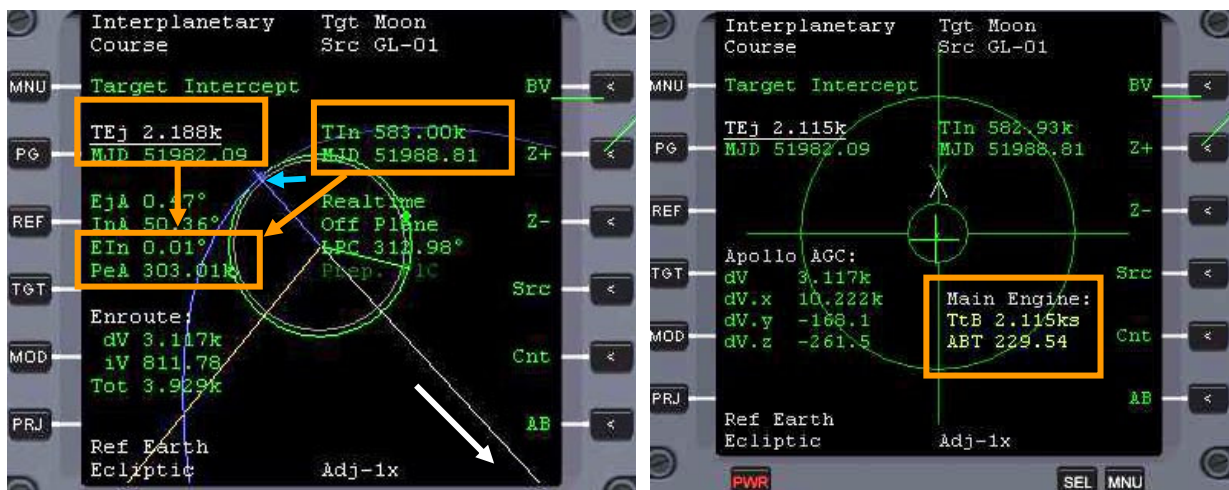 Interplanetary Tgt Moon
Course Src GL-01
MNU Target Intercept BV <
TEj 2.188k TIn 583.00k
PG MJD 51982.09 MJD 51988.81 Z+ <
EjA 0.47° Realtime
REF InA 50.36° Off Plane Z- <
EIn 0.01° LPC 312.98°
PeA 303.01k Prep. PlC
TGT Src <
Enroute:
dV 3.117k
MOD iV 811.78 Cnt <
Tot 3.929k
PRJ AB <
Ref Earth
Ecliptic Adj-1x
Interplanetary Tgt Moon
Course Src GL-01
MNU Target Intercept BV <
TEj 2.115k TIn 582.93k
PG MJD 51982.09 MJD 51988.81 Z+ <
REF Z- <
Apollo AGC:
TGT dV 3.117k Src <
dV.x 10.222k Main Engine:
dV.y -168.1 TtB 2.115ks
MOD dV.z -261.5 ABT 229.54 Cnt <
PRJ AB <
Ref Earth
Ecliptic Adj-1x
PWR SEL MNU